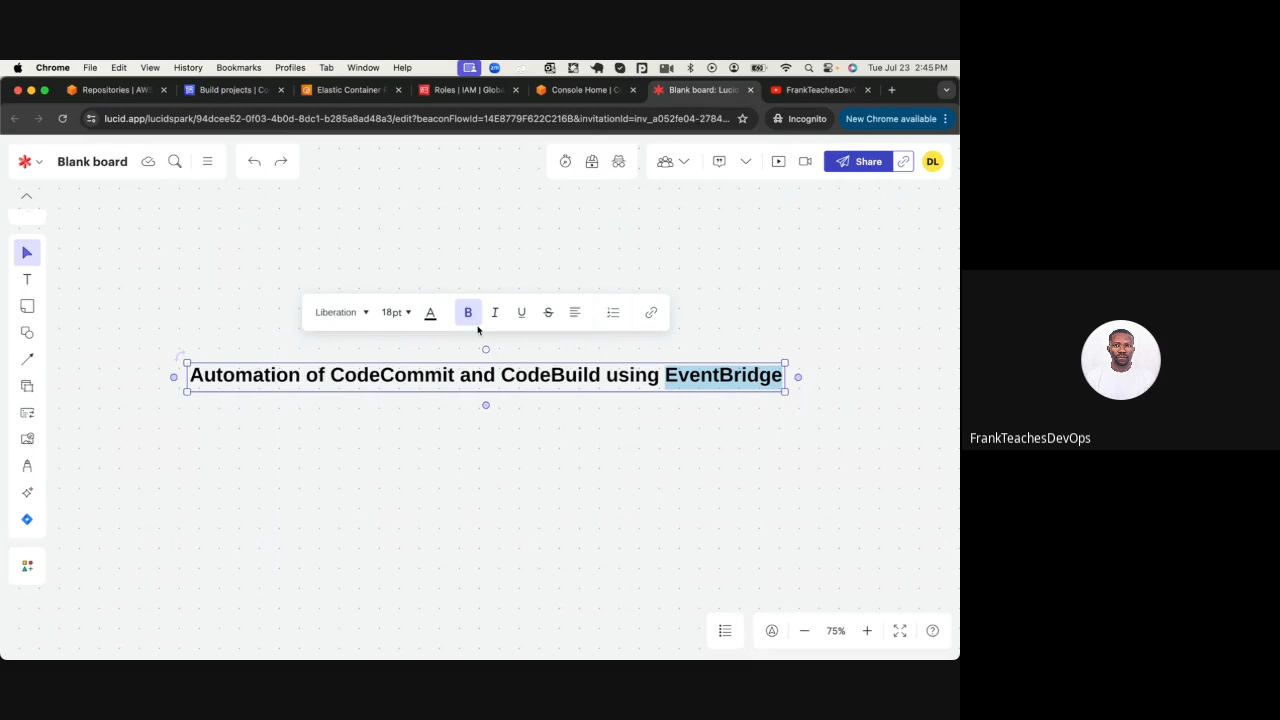 Chrome File Edit View History Bookmarks Profiles Tab Window Help Tue Jul 23 2:45 PM
Repositories | AW Build projects | Co Elastic Container R Roles | IAM | Globa Console Home | C Blank board: Lucid FrankTeachesDev
lucid.app/lucidspark/94dcee52-0f03-4b0d-8dc1-b285a8ad48a3/edit?beaconFlowId=14E8779F622C216B&invitationId=inv_a052fe04-2784... Incognito New Chrome available
Blank board Share DL
Liberation 18pt A B I U S
Automation of CodeCommit and CodeBuild using EventBridge
FrankTeachesDevOps
75%